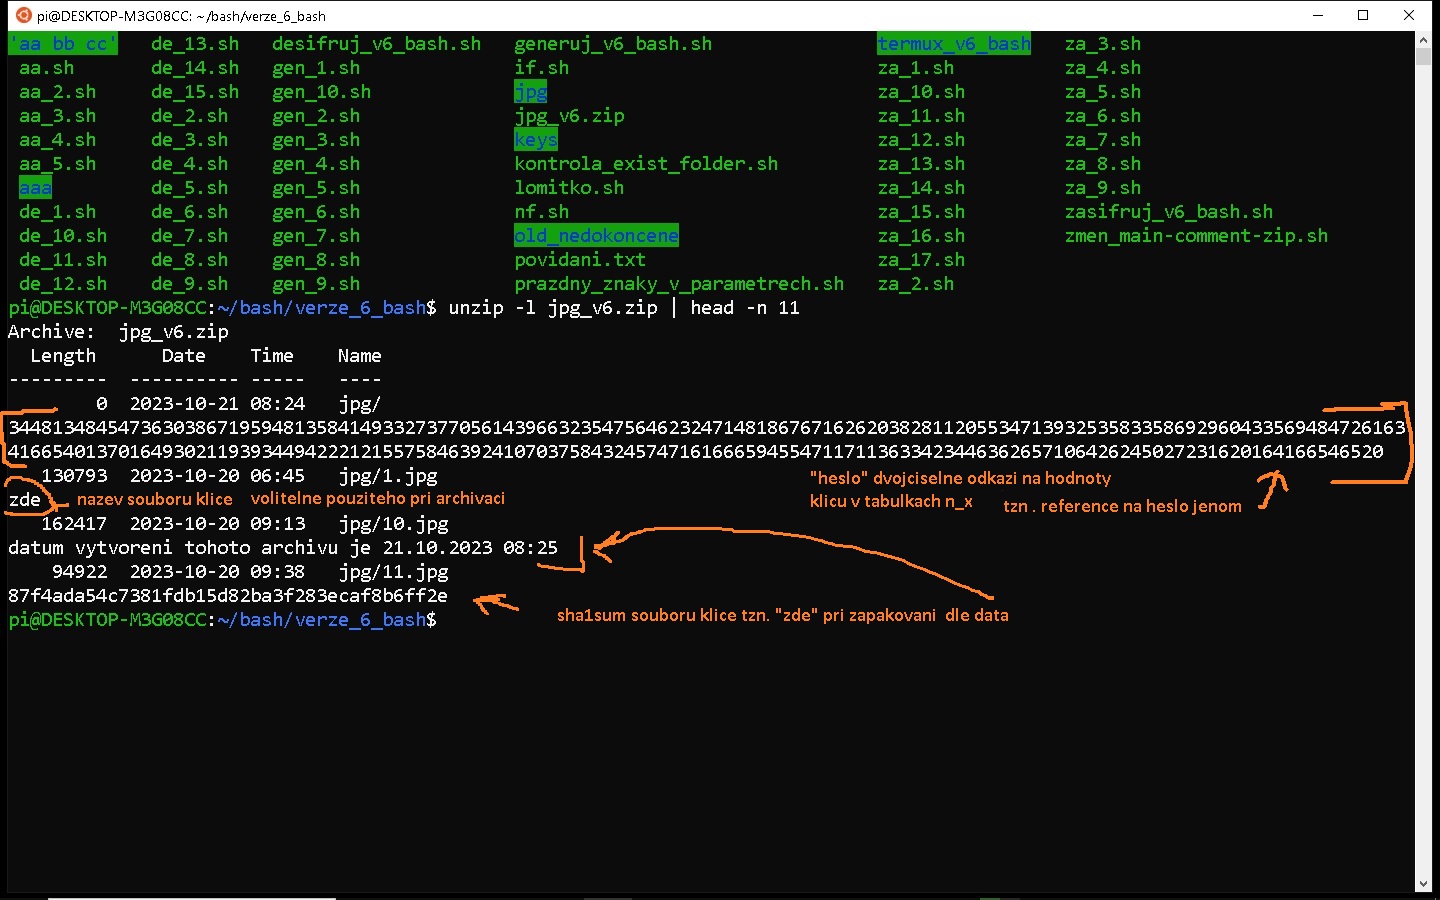 pi@DESKTOP-M3G08CC: ~/bash/verze_6_bash
'aa bb cc' de_13.sh desifruj_v6_bash.sh generuj_v6_bash.sh termux_v6_bash za_3.sh
aa.sh de_14.sh gen_1.sh if.sh za_1.sh za_4.sh
aa_2.sh de_15.sh gen_10.sh jpg za_10.sh za_5.sh
aa_3.sh de_2.sh gen_2.sh jpg_v6.zip za_11.sh za_6.sh
aa_4.sh de_3.sh gen_3.sh keys za_12.sh za_7.sh
aa_5.sh de_4.sh gen_4.sh kontrola_exist_folder.sh za_13.sh za_8.sh
aaa de_5.sh gen_5.sh lomitko.sh za_14.sh za_9.sh
de_1.sh de_6.sh gen_6.sh nf.sh za_15.sh zasifruj_v6_bash.sh
de_10.sh de_7.sh gen_7.sh old_nedokoncene za_16.sh zmen_main-comment-zip.sh
de_11.sh de_8.sh gen_8.sh povidani.txt za_17.sh
de_12.sh de_9.sh gen_9.sh prazdny_znaky_v_parametrech.sh za_2.sh
pi@DESKTOP-M3G08CC:~/bash/verze_6_bash$ unzip -l jpg_v6.zip | head -n 11
Archive:  jpg_v6.zip
Length Date Time Name
--------- ---------- ----- ----
0 2023-10-21 08:24 jpg/
3448134845473630386719594813584149332737705614396632354756462324714818676716262038281120553471393253583358692960433569484726163
41665401370164930211939344942221215575846392410703758432457471616665945547117113633423446362657106426245027231620164166546520
130793 2023-10-20 06:45 jpg/1.jpg
"heslo" dvojciselne odkazi na hodnoty
klicu v tabulkach n_x tzn . reference na heslo jenom
zde nazev souboru klice volitelne pouziteho pri archivaci
162417 2023-10-20 09:13 jpg/10.jpg
datum vytvoreni tohoto archivu je 21.10.2023 08:25
94922 2023-10-20 09:38 jpg/11.jpg
87f4ada54c7381fdb15d82ba3f283ecaf8b6ff2e
sha1sum souboru klice tzn. "zde" pri zapakovani dle data
pi@DESKTOP-M3G08CC:~/bash/verze_6_bash$